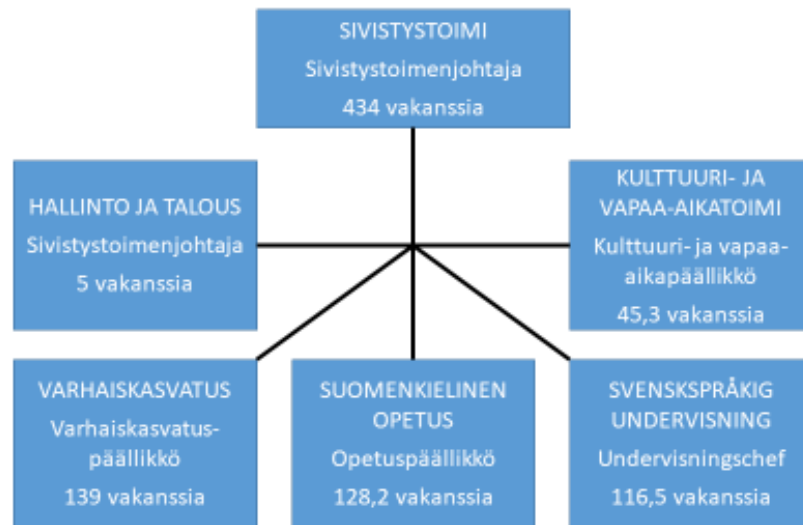 SIVISTYSTOIMI
Sivistystoimenjohtaja
434 vakanssia
HALLINTO JA TALOUS
Sivistystoimenjohtaja
5 vakanssia
KULTTUURI- JA
VAPAA-AIKATOIMI
Kulttuuri- ja vapaa-
aikapäällikkö
45,3 vakanssia
VARHAISKASVATUS
Varhaiskasvatus-
päällikkö
139 vakanssia
SUOMENKIELINEN
OPETUS
Opetuspäällikkö
128,2 vakanssia
SVENSKSPRÅKIG
UNDERVISNING
Undervisningschef
116,5 vakanssia